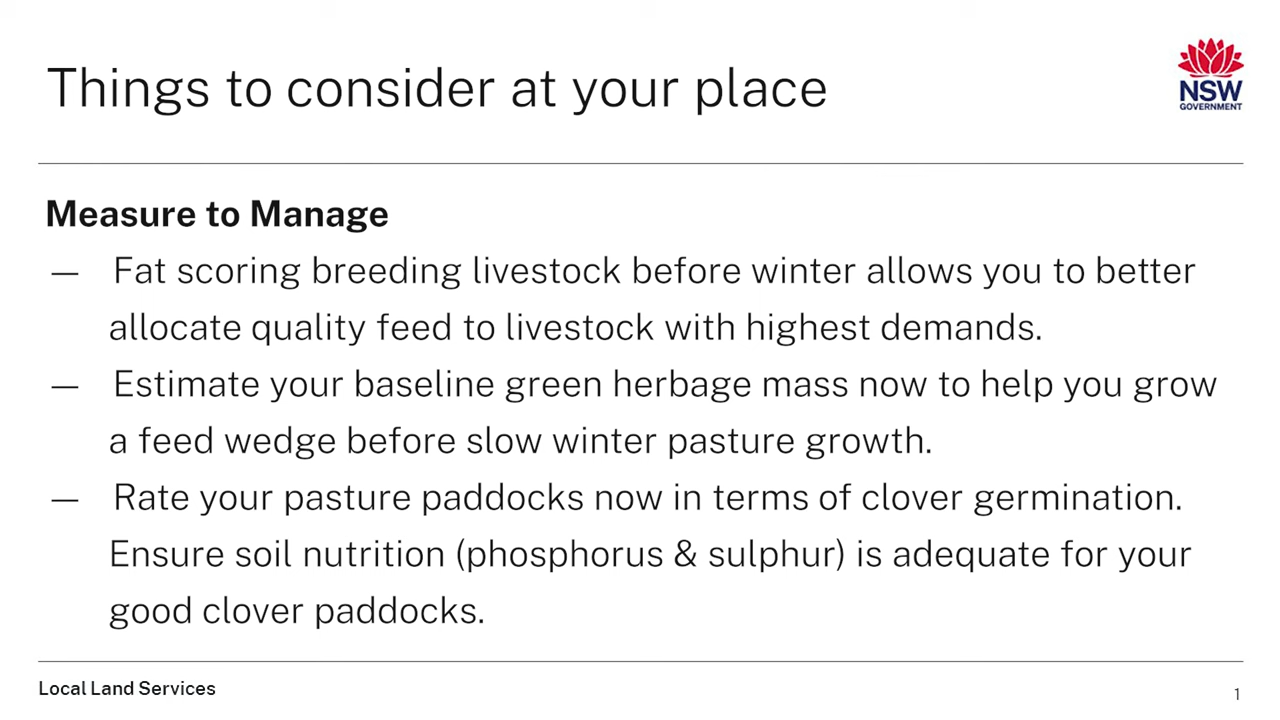 Things to consider at your place
NSW
GOVERNMENT
Measure to Manage
— Fat scoring breeding livestock before winter allows you to better
allocate quality feed to livestock with highest demands.
— Estimate your baseline green herbage mass now to help you grow
a feed wedge before slow winter pasture growth.
— Rate your pasture paddocks now in terms of clover germination.
Ensure soil nutrition (phosphorus & sulphur) is adequate for your
good clover paddocks.
Local Land Services
1